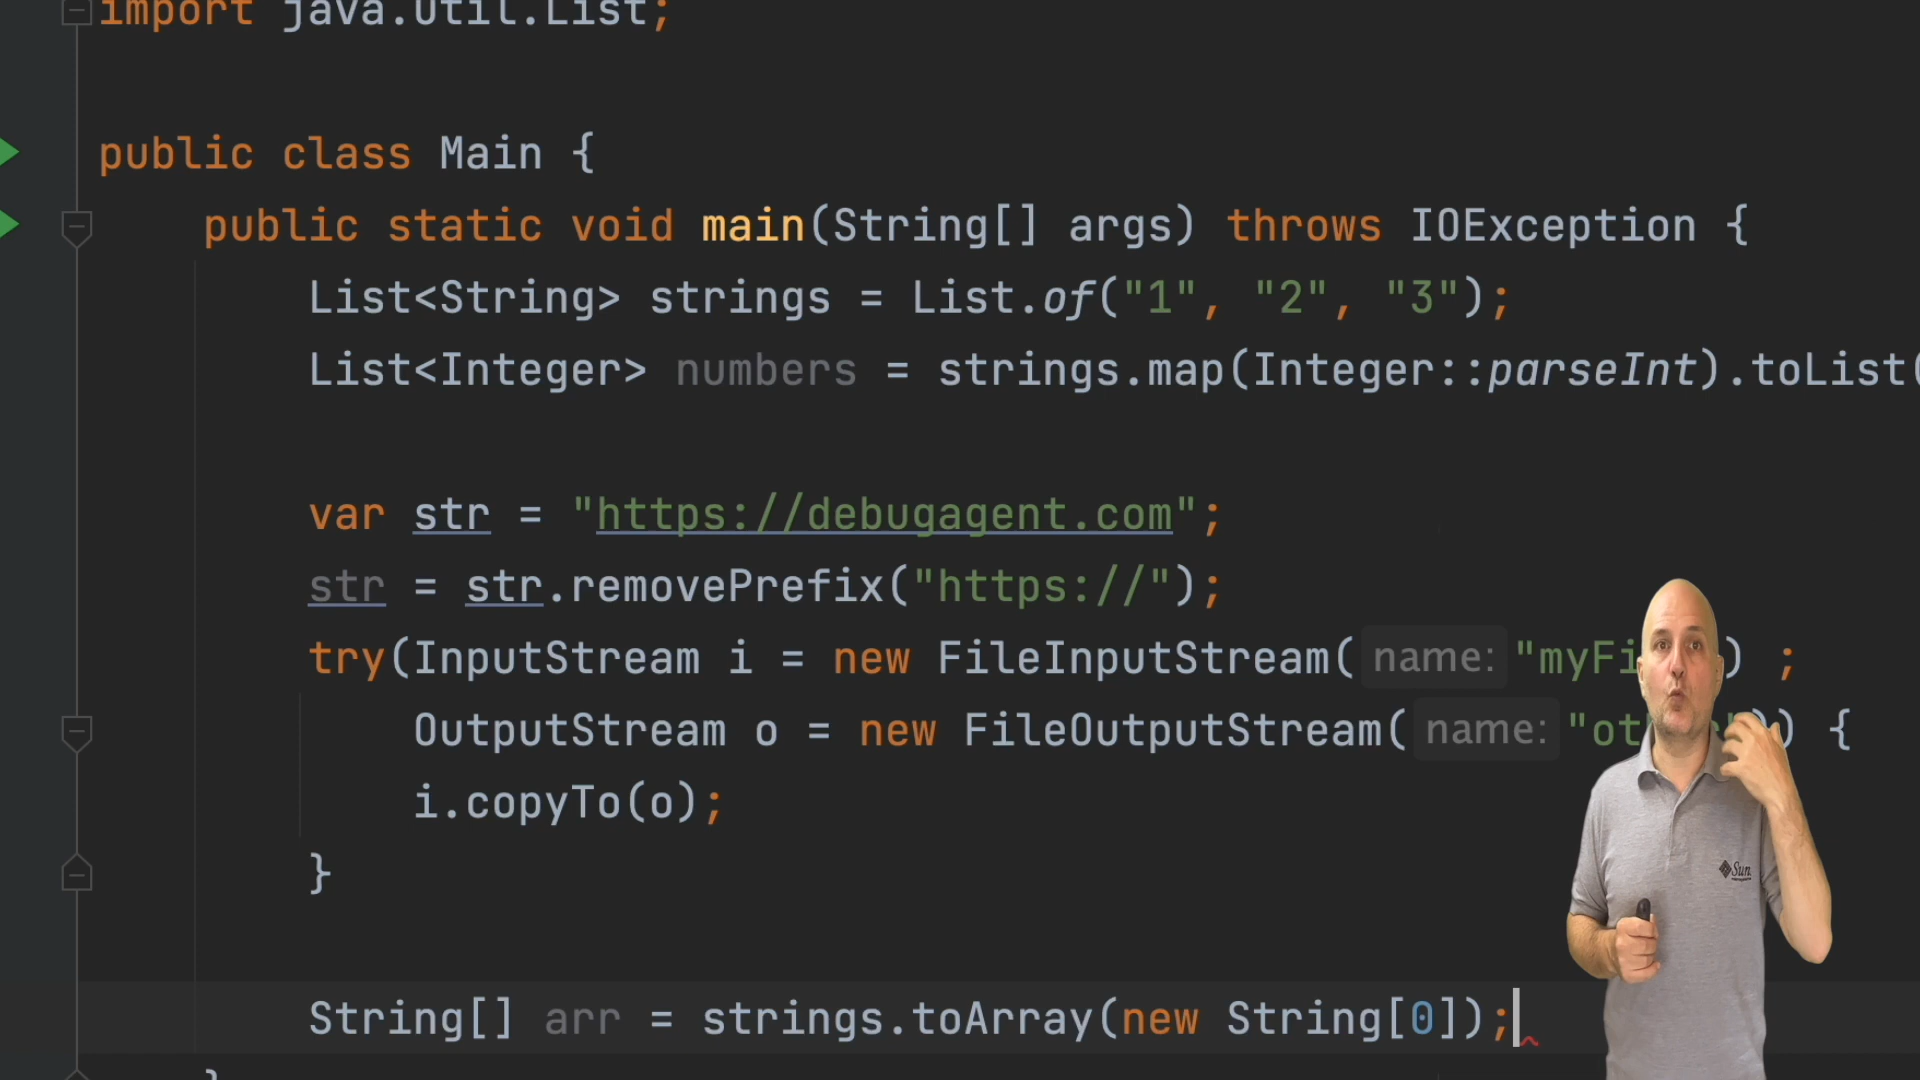 import java.util.List;
public class Main {
public static void main(String[] args) throws IOException {
List<String> strings = List.of("1", "2", "3");
List<Integer> numbers = strings.map(Integer::parseInt).toList(
var str = "https://debugagent.com";
str = str.removePrefix("https://");
try(InputStream i = new FileInputStream( name: "myFi ) ;
OutputStream o = new FileOutputStream( name: "ot )) {
i.copyTo(o);
}
Sun
String[] arr = strings.toArray(new String[0]);
}